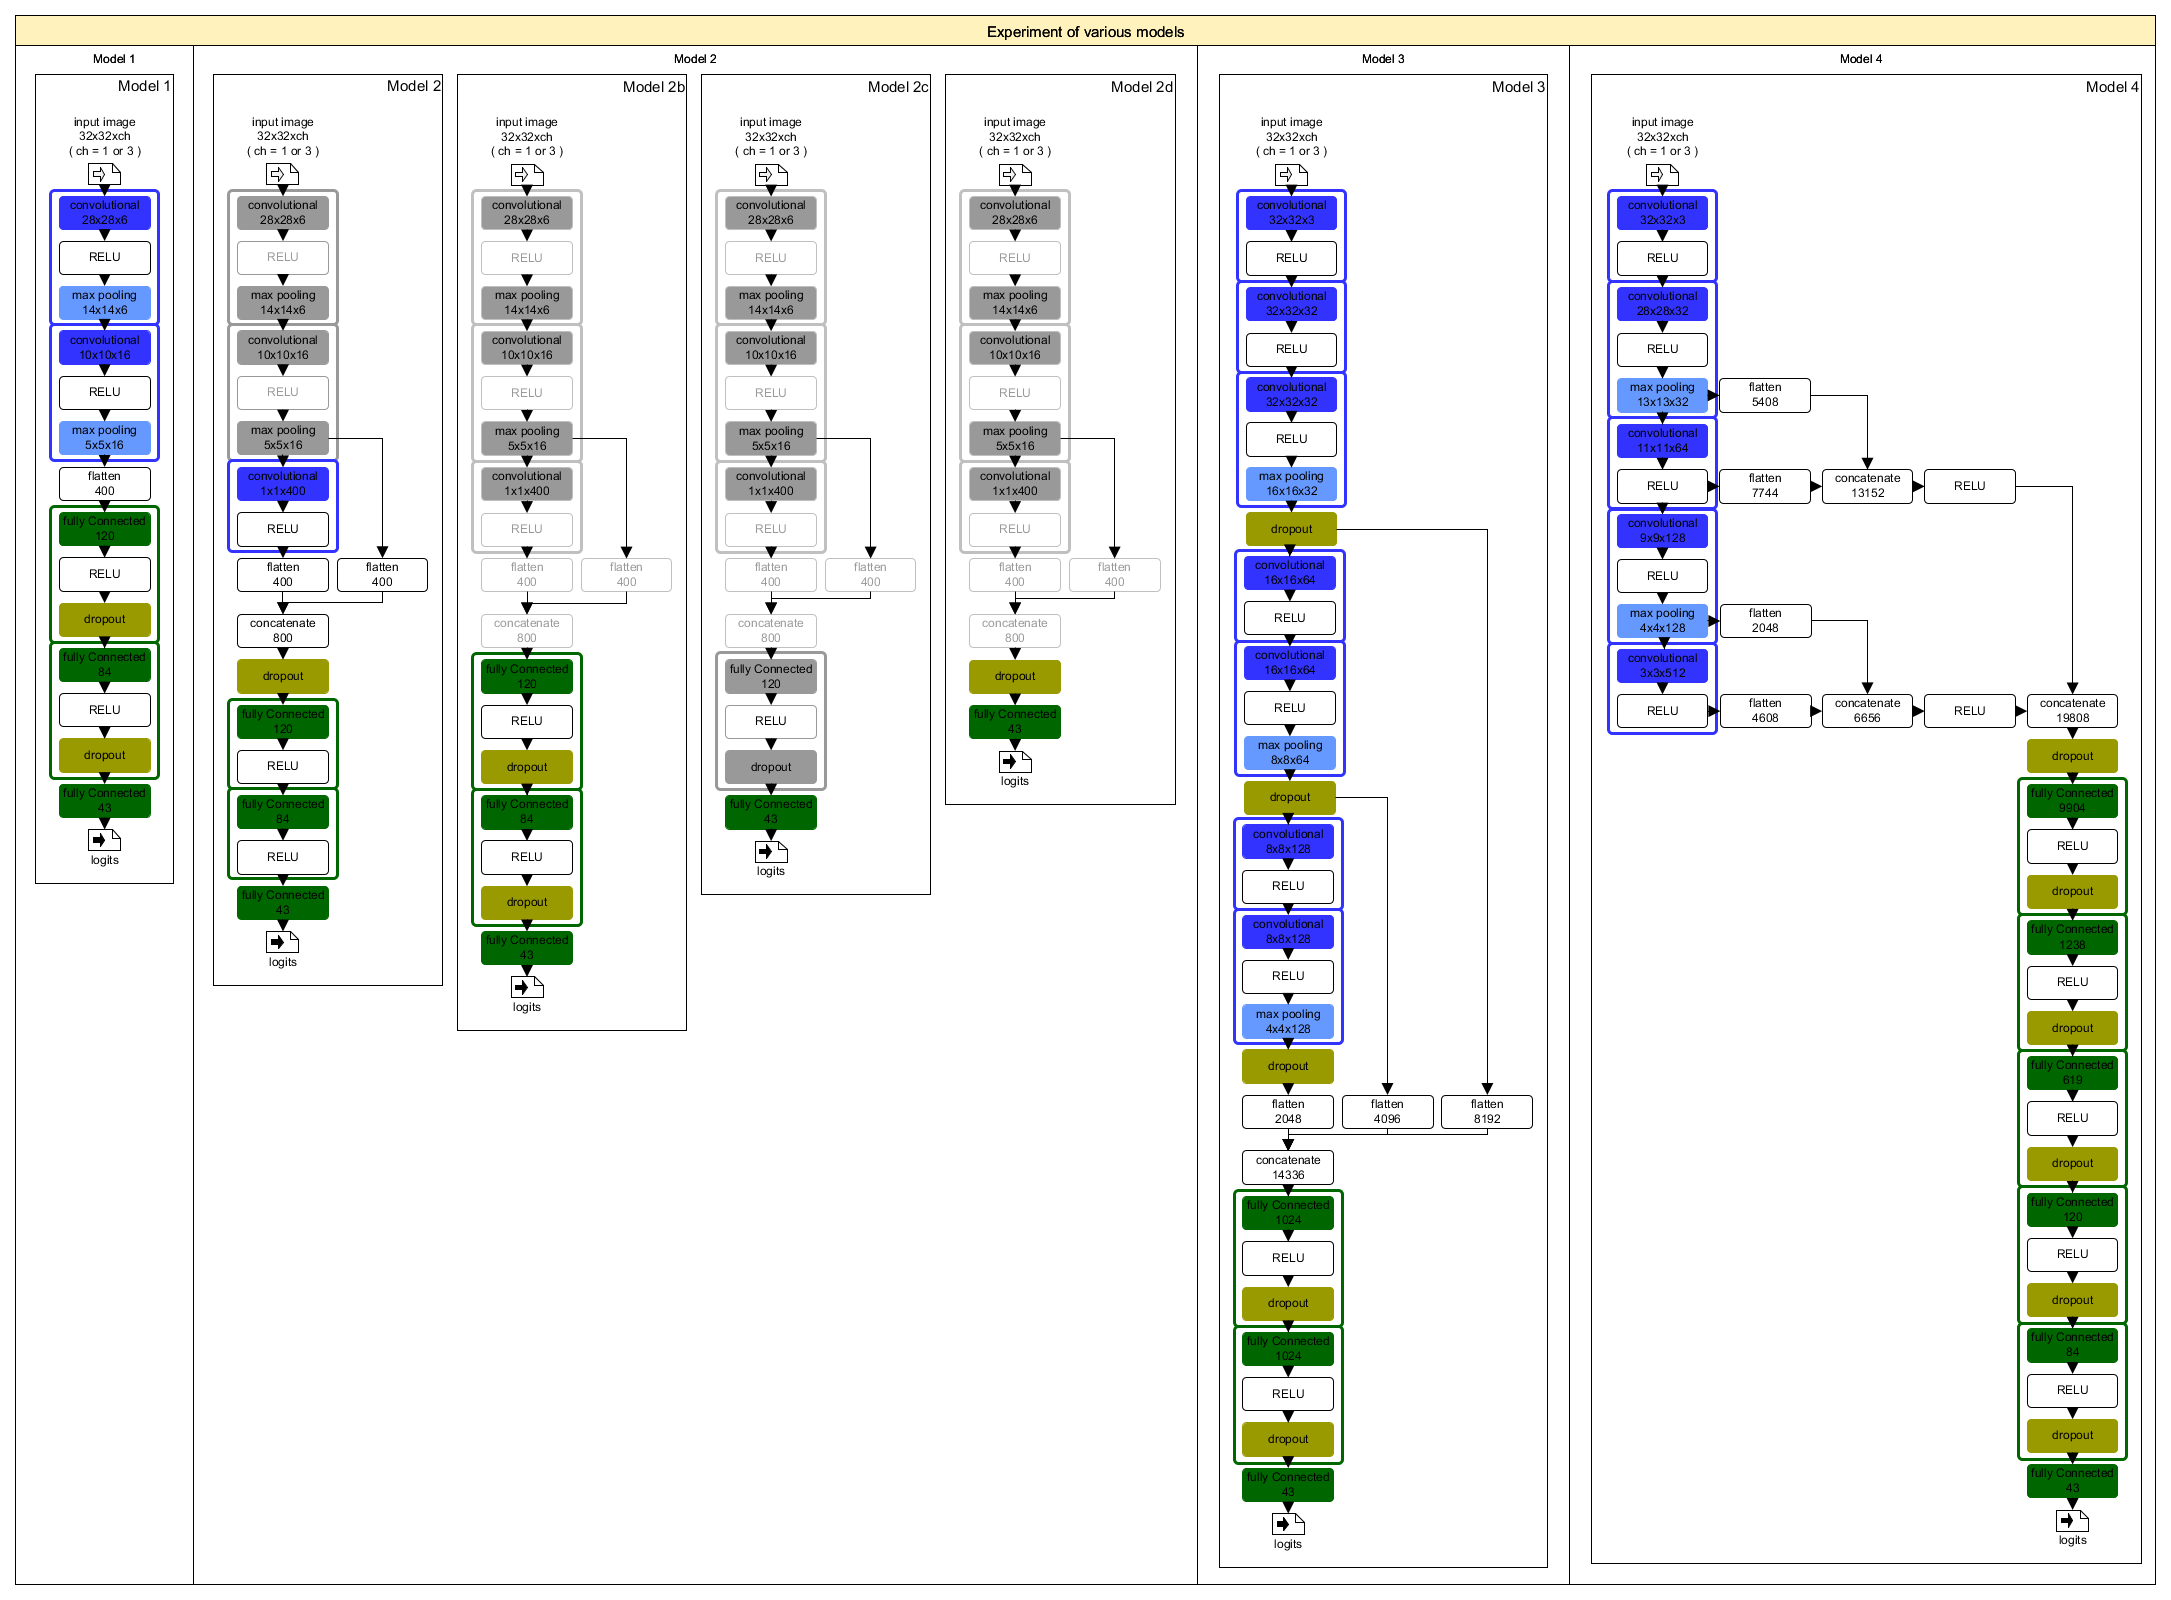 Experiment of various models
Model 1
Model 2
Model 3
Model 4
Model 1
input image
32x32xch
( ch = 1 or 3 )
convolutional
28x28x6
RELU
max pooling
14x14x6
convolutional
10x10x16
RELU
max pooling
5x5x16
flatten
400
fully Connected
120
RELU
dropout
fully Connected
84
RELU
dropout
fully Connected
43
logits
Model 2
input image
32x32xch
( ch = 1 or 3 )
convolutional
28x28x6
RELU
max pooling
14x14x6
convolutional
10x10x16
RELU
max pooling
5x5x16
convolutional
1x1x400
RELU
flatten
400
flatten
400
concatenate
800
dropout
fully Connected
120
RELU
fully Connected
84
RELU
fully Connected
43
logits
Model 2b
input image
32x32xch
( ch = 1 or 3 )
convolutional
28x28x6
RELU
max pooling
14x14x6
convolutional
10x10x16
RELU
max pooling
5x5x16
convolutional
1x1x400
RELU
flatten
400
flatten
400
concatenate
800
fully Connected
120
RELU
dropout
fully Connected
84
RELU
dropout
fully Connected
43
logits
Model 2c
input image
32x32xch
( ch = 1 or 3 )
convolutional
28x28x6
RELU
max pooling
14x14x6
convolutional
10x10x16
RELU
max pooling
5x5x16
convolutional
1x1x400
RELU
flatten
400
flatten
400
concatenate
800
fully Connected
120
RELU
dropout
fully Connected
43
logits
Model 2d
input image
32x32xch
( ch = 1 or 3 )
convolutional
28x28x6
RELU
max pooling
14x14x6
convolutional
10x10x16
RELU
max pooling
5x5x16
convolutional
1x1x400
RELU
flatten
400
flatten
400
concatenate
800
dropout
fully Connected
43
logits
Model 3
input image
32x32xch
( ch = 1 or 3 )
convolutional
32x32x3
RELU
convolutional
32x32x32
RELU
convolutional
32x32x32
RELU
max pooling
16x16x32
dropout
convolutional
16x16x64
RELU
convolutional
16x16x64
RELU
max pooling
8x8x64
dropout
convolutional
8x8x128
RELU
convolutional
8x8x128
RELU
max pooling
4x4x128
dropout
flatten
2048
flatten
4096
flatten
8192
concatenate
14336
fully Connected
1024
RELU
dropout
fully Connected
1024
RELU
dropout
fully Connected
43
logits
Model 4
input image
32x32xch
( ch = 1 or 3 )
convolutional
32x32x3
RELU
convolutional
28x28x32
RELU
max pooling
13x13x32
flatten
5408
convolutional
11x11x64
RELU
flatten
7744
concatenate
13152
RELU
convolutional
9x9x128
RELU
max pooling
4x4x128
flatten
2048
convolutional
3x3x512
RELU
flatten
4608
concatenate
6656
RELU
concatenate
19808
dropout
fully Connected
9904
RELU
dropout
fully Connected
1238
RELU
dropout
fully Connected
619
RELU
dropout
fully Connected
120
RELU
dropout
fully Connected
84
RELU
dropout
fully Connected
43
logits